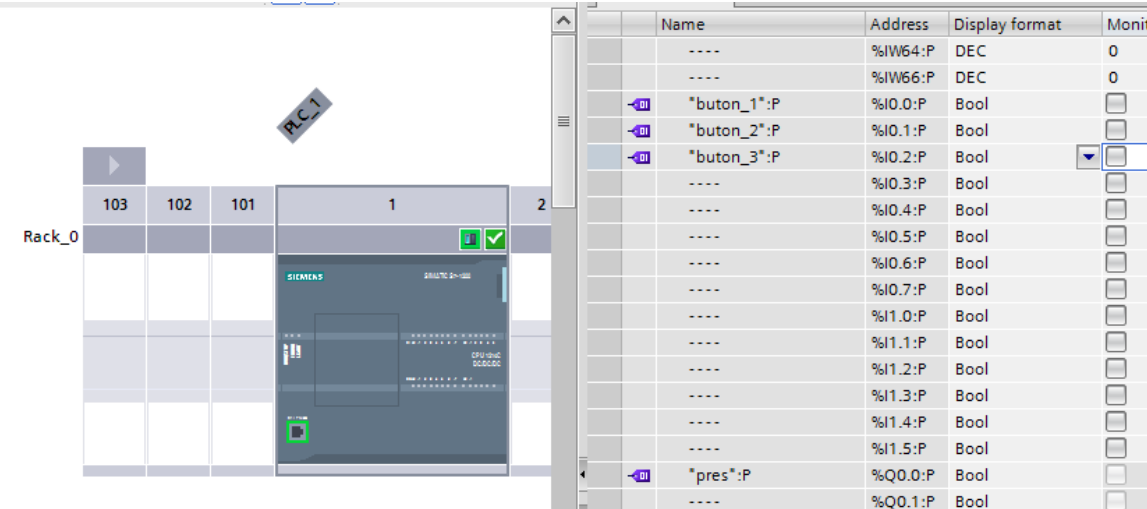 Name Address Display format Monit
---- %IW64:P DEC 0
---- %IW66:P DEC 0
"buton_1":P %I0.0:P Bool
"buton_2":P %I0.1:P Bool
"buton_3":P %I0.2:P Bool
---- %I0.3:P Bool
---- %I0.4:P Bool
---- %I0.5:P Bool
---- %I0.6:P Bool
---- %I0.7:P Bool
---- %I1.0:P Bool
---- %I1.1:P Bool
---- %I1.2:P Bool
---- %I1.3:P Bool
---- %I1.4:P Bool
---- %I1.5:P Bool
"pres":P %Q0.0:P Bool
---- %Q0.1:P Bool
PLC_1
103 102 101 1 2
Rack_0
SIEMENS
DC/DC/DC